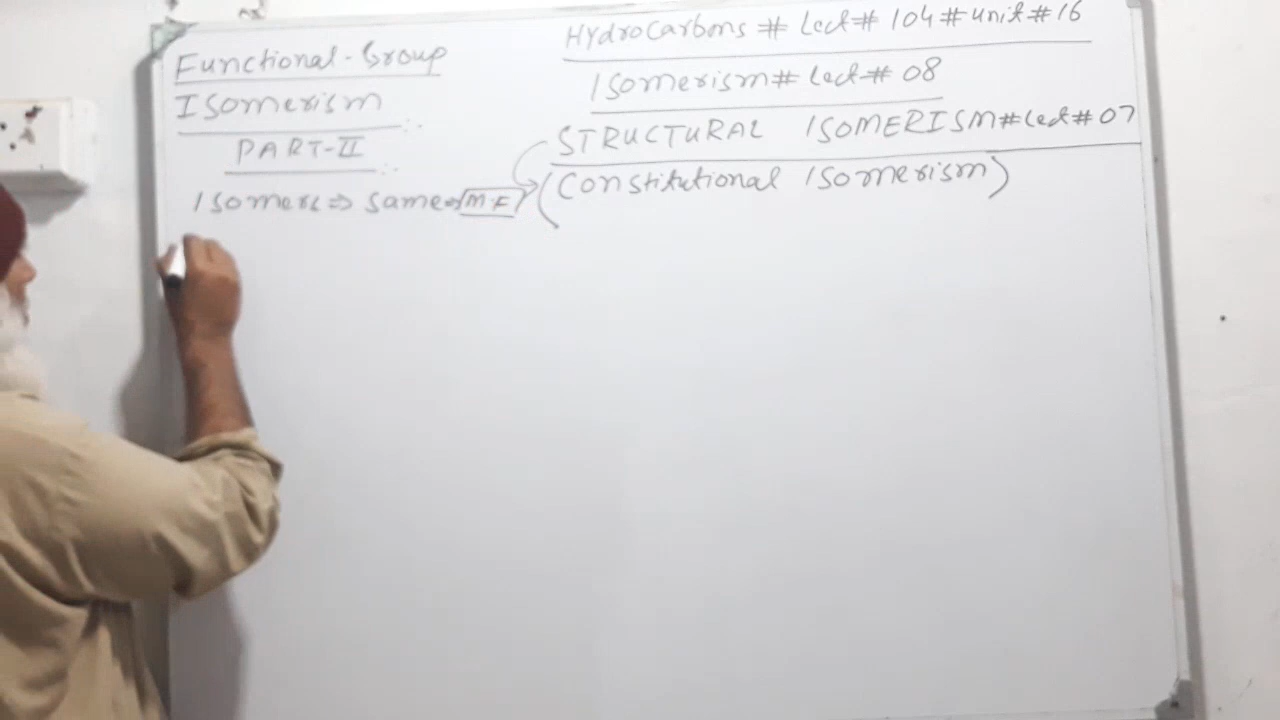 Functional-Group
Isomerism
PART-II
Isomers => same => M.F
Hydrocarbons # Lect # 104 # Unit # 16
Isomerism # Lect # 08
STRUCTURAL ISOMERISM # Lect # 07
(Constitutional Isomerism)